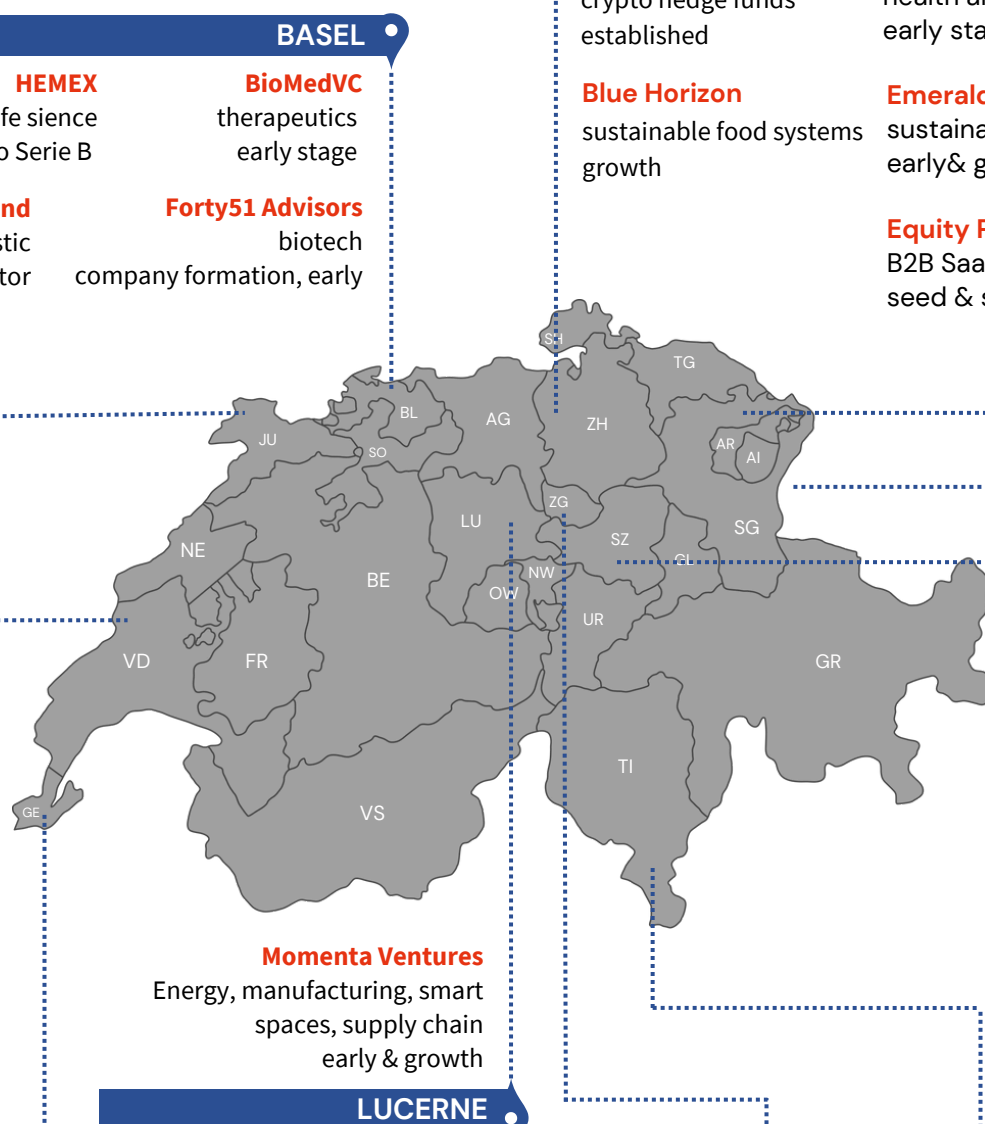 BASEL
HEMEX
fe sience
o Serie B
BioMedVC
therapeutics
early stage
nd
stic
tor
Forty51 Advisors
biotech
company formation, early
crypto hedge funds
established
Blue Horizon
sustainable food systems
growth
early sta
Emerald
sustaina
early& g
Equity P
B2B Saa
seed & s
SH
TG
BL
AG
ZH
JU
SO
AR
AI
ZG
LU
SZ
SG
NE
GL
BE
NW
OW
UR
VD
FR
GR
TI
VS
GE
Momenta Ventures
Energy, manufacturing, smart
spaces, supply chain
early & growth
LUCERNE